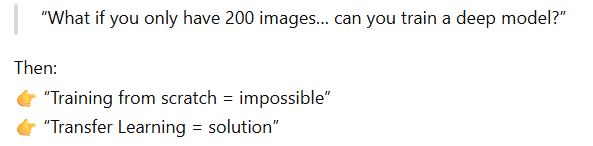 “What if you only have 200 images… can you train a deep model?”
Then:
👉 “Training from scratch = impossible”
👉 “Transfer Learning = solution”